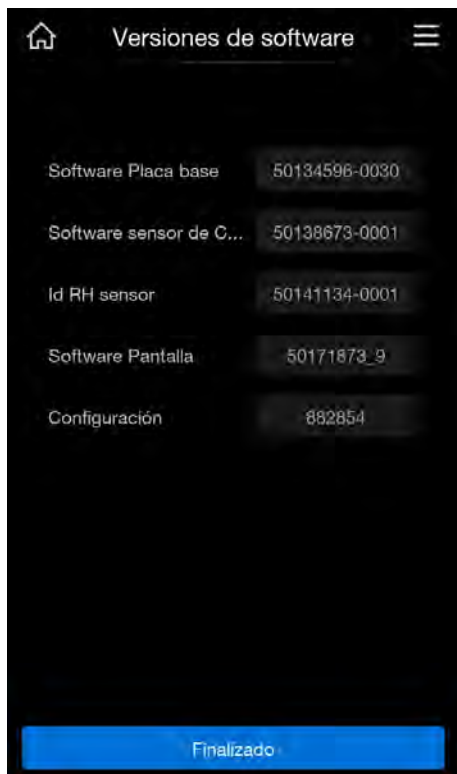 Versiones de software
Software Placa base 50134596-0030
Software sensor de C... 50138673-0001
Id RH sensor 50141134-0001
Software Pantalla 50171873_9
Configuración 882854
Finalizado